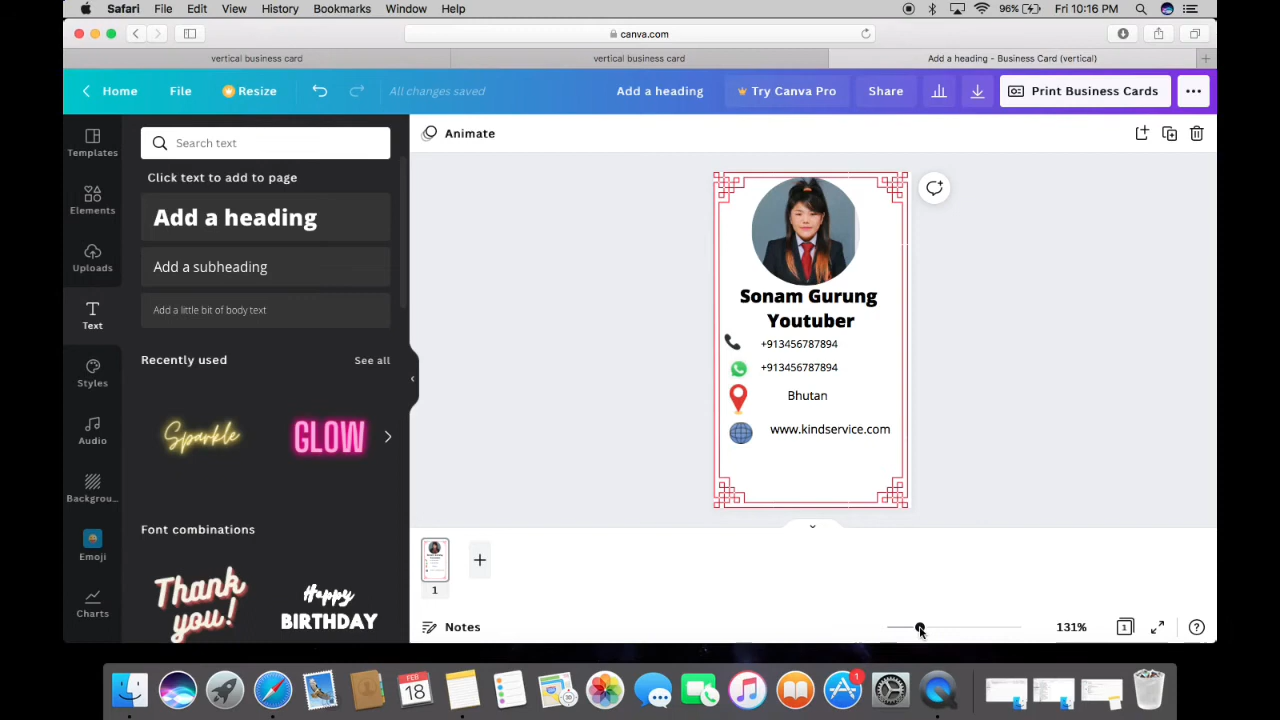 Safari File Edit View History Bookmarks Window Help 96% Fri 10:16 PM
canva.com
vertical business card vertical business card Add a heading - Business Card (vertical)
Home File Resize All changes saved Add a heading Try Canva Pro Share Print Business Cards
Templates
Elements
Uploads
Text
Styles
Audio
Backgrou...
Emoji
Charts
Search text
Click text to add to page
Add a heading
Add a subheading
Add a little bit of body text
Recently used See all
Sparkle GLOW
Font combinations
Thank you!
Happy BIRTHDAY
Animate
Sonam Gurung
Youtuber
+913456787894
+913456787894
Bhutan
www.kindservice.com
1
Notes 131% 1
FEB
18
1